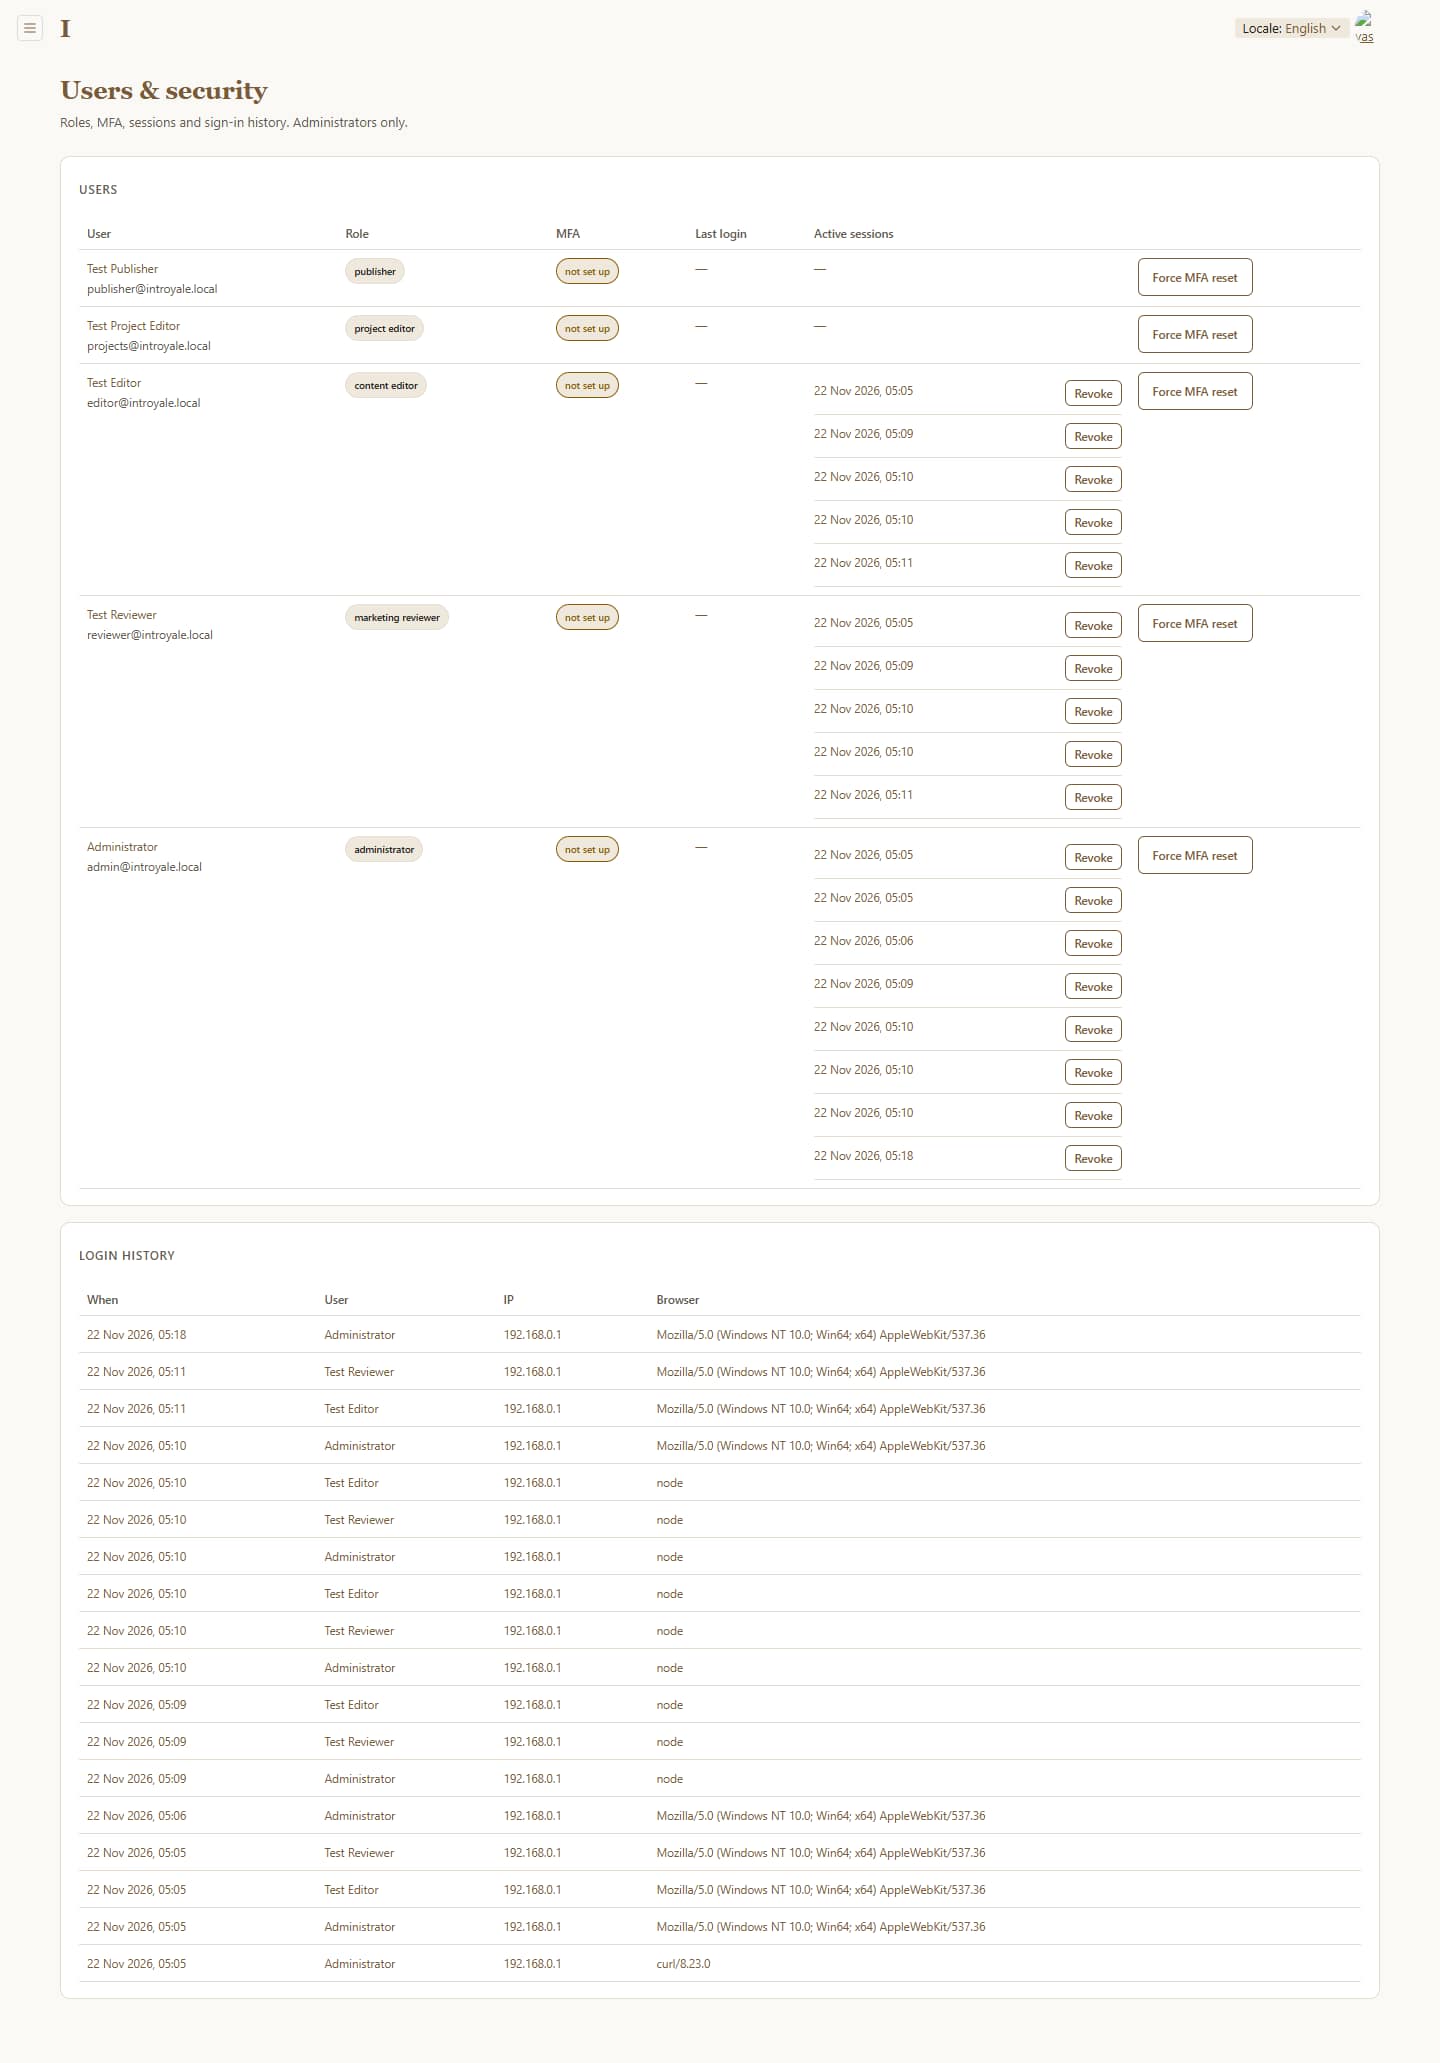 I
Locale: English
vas
Users & security
Roles, MFA, sessions and sign-in history. Administrators only.
USERS
User Role MFA Last login Active sessions
Test Publisher publisher not set up — — Force MFA reset
publisher@introyale.local
Test Project Editor project editor not set up — — Force MFA reset
projects@introyale.local
Test Editor content editor not set up — 22 Nov 2026, 05:05 Revoke Force MFA reset
editor@introyale.local
22 Nov 2026, 05:09 Revoke
22 Nov 2026, 05:10 Revoke
22 Nov 2026, 05:10 Revoke
22 Nov 2026, 05:11 Revoke
Test Reviewer marketing reviewer not set up — 22 Nov 2026, 05:05 Revoke Force MFA reset
reviewer@introyale.local
22 Nov 2026, 05:09 Revoke
22 Nov 2026, 05:10 Revoke
22 Nov 2026, 05:10 Revoke
22 Nov 2026, 05:11 Revoke
Administrator administrator not set up — 22 Nov 2026, 05:05 Revoke Force MFA reset
admin@introyale.local
22 Nov 2026, 05:05 Revoke
22 Nov 2026, 05:06 Revoke
22 Nov 2026, 05:09 Revoke
22 Nov 2026, 05:10 Revoke
22 Nov 2026, 05:10 Revoke
22 Nov 2026, 05:10 Revoke
22 Nov 2026, 05:18 Revoke
LOGIN HISTORY
When User IP Browser
22 Nov 2026, 05:18 Administrator 192.168.0.1 Mozilla/5.0 (Windows NT 10.0; Win64; x64) AppleWebKit/537.36
22 Nov 2026, 05:11 Test Reviewer 192.168.0.1 Mozilla/5.0 (Windows NT 10.0; Win64; x64) AppleWebKit/537.36
22 Nov 2026, 05:11 Test Editor 192.168.0.1 Mozilla/5.0 (Windows NT 10.0; Win64; x64) AppleWebKit/537.36
22 Nov 2026, 05:10 Administrator 192.168.0.1 Mozilla/5.0 (Windows NT 10.0; Win64; x64) AppleWebKit/537.36
22 Nov 2026, 05:10 Test Editor 192.168.0.1 node
22 Nov 2026, 05:10 Test Reviewer 192.168.0.1 node
22 Nov 2026, 05:10 Administrator 192.168.0.1 node
22 Nov 2026, 05:10 Test Editor 192.168.0.1 node
22 Nov 2026, 05:10 Test Reviewer 192.168.0.1 node
22 Nov 2026, 05:10 Administrator 192.168.0.1 node
22 Nov 2026, 05:09 Test Editor 192.168.0.1 node
22 Nov 2026, 05:09 Test Reviewer 192.168.0.1 node
22 Nov 2026, 05:09 Administrator 192.168.0.1 node
22 Nov 2026, 05:06 Administrator 192.168.0.1 Mozilla/5.0 (Windows NT 10.0; Win64; x64) AppleWebKit/537.36
22 Nov 2026, 05:05 Test Reviewer 192.168.0.1 Mozilla/5.0 (Windows NT 10.0; Win64; x64) AppleWebKit/537.36
22 Nov 2026, 05:05 Test Editor 192.168.0.1 Mozilla/5.0 (Windows NT 10.0; Win64; x64) AppleWebKit/537.36
22 Nov 2026, 05:05 Administrator 192.168.0.1 Mozilla/5.0 (Windows NT 10.0; Win64; x64) AppleWebKit/537.36
22 Nov 2026, 05:05 Administrator 192.168.0.1 curl/8.23.0